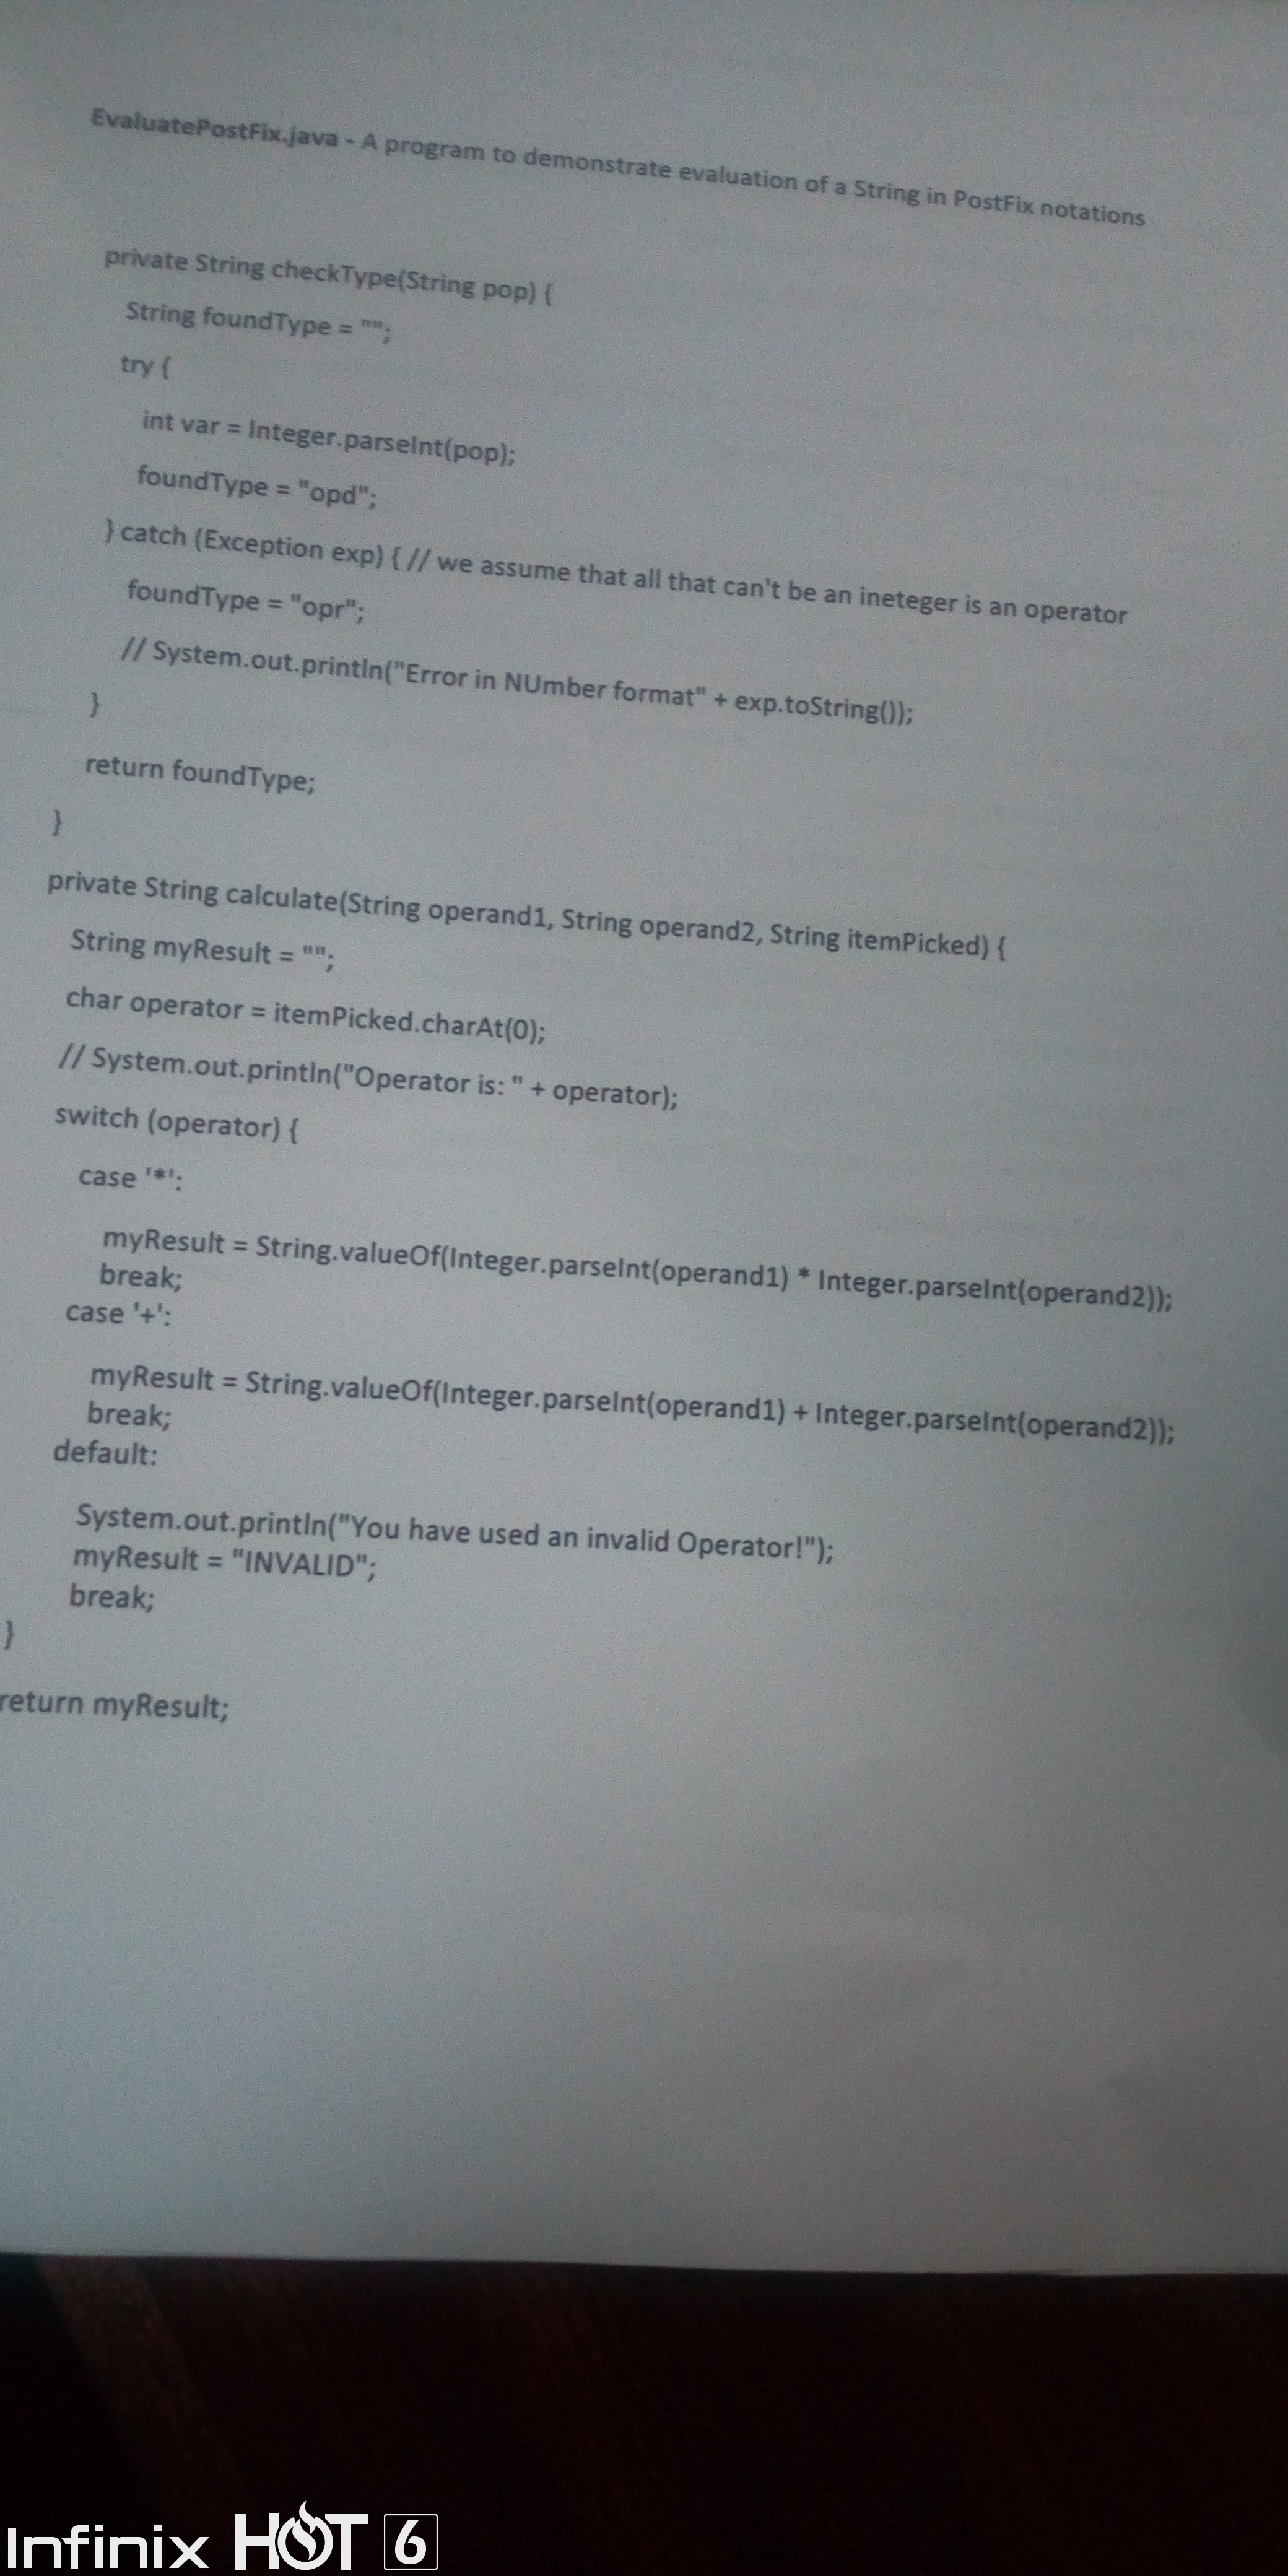 EvaluatePostFix.java - A program to demonstrate evaluation of a String in PostFix notations
private String checkType(String pop) {
String foundType = "";
try {
int var = Integer.parseInt(pop);
foundType = "opd";
} catch (Exception exp) { // we assume that all that can't be an ineteger is an operator
foundType = "opr";
// System.out.println("Error in NUmber format" + exp.toString());
}
return foundType;
}
private String calculate(String operand1, String operand2, String itemPicked) {
String myResult = "";
char operator = itemPicked.charAt(0);
// System.out.println("Operator is: " + operator);
switch (operator) {
case '*':
myResult = String.valueOf(Integer.parseInt(operand1) * Integer.parseInt(operand2));
break;
case '+':
myResult = String.valueOf(Integer.parseInt(operand1) + Integer.parseInt(operand2));
break;
default:
System.out.println("You have used an invalid Operator!");
myResult = "INVALID";
break;
}
return myResult;
Infinix HOT 6